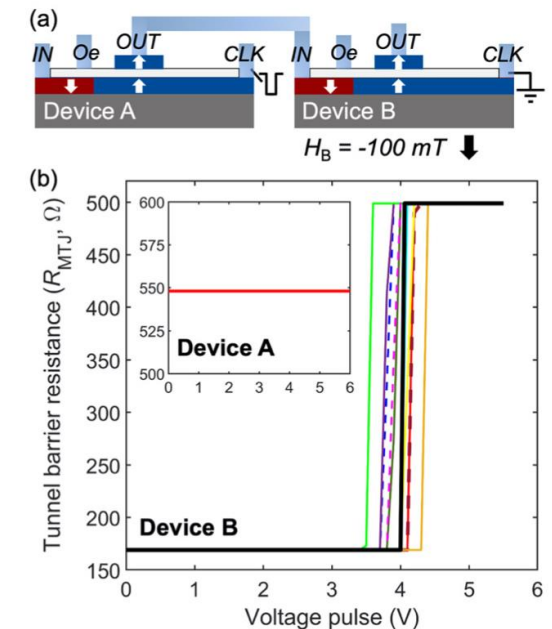 (a)
IN Oe OUT CLK IN Oe OUT CLK
Device A Device B
H_B = -100 mT
(b)
Tunnel barrier resistance (R_MTJ, Ω)
500
450
400
350
300
250
200
150
600
575
550
525
500
0 1 2 3 4 5 6
Device A
Device B
0 1 2 3 4 5 6
Voltage pulse (V)